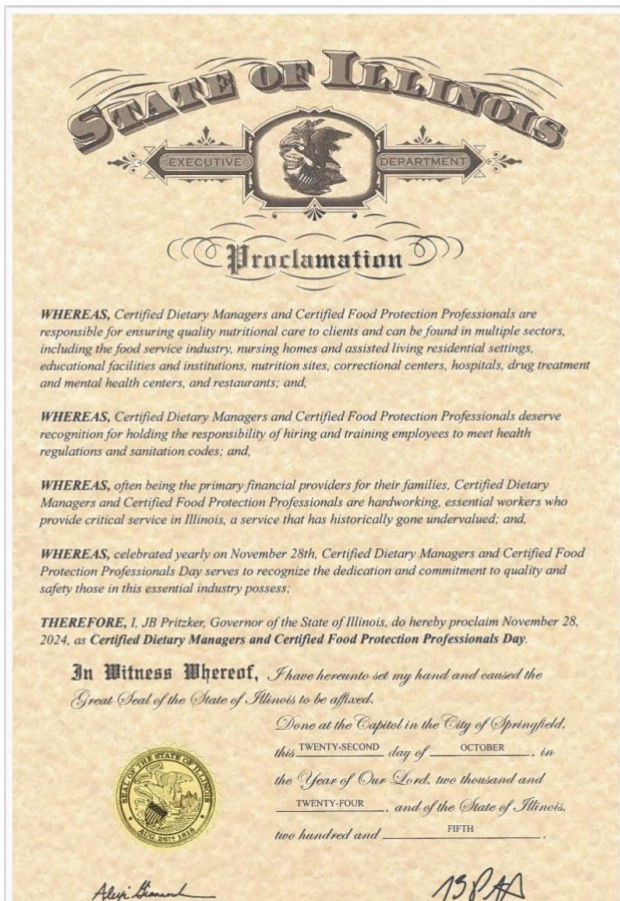 STATE OF ILLINOIS
EXECUTIVE DEPARTMENT
Proclamation
WHEREAS, Certified Dietary Managers and Certified Food Protection Professionals are
responsible for ensuring quality nutritional care to clients and can be found in multiple sectors,
including the food service industry, nursing homes and assisted living residential settings,
educational facilities and institutions, nutrition sites, correctional centers, hospitals, drug treatment
and mental health centers, and restaurants; and,
WHEREAS, Certified Dietary Managers and Certified Food Protection Professionals deserve
recognition for holding the responsibility of hiring and training employees to meet health
regulations and sanitation codes; and,
WHEREAS, often being the primary financial providers for their families, Certified Dietary
Managers and Certified Food Protection Professionals are hardworking, essential workers who
provide critical service in Illinois, a service that has historically gone undervalued; and,
WHEREAS, celebrated yearly on November 28th, Certified Dietary Managers and Certified Food
Protection Professionals Day serves to recognize the dedication and commitment to quality and
safety those in this essential industry possess;
THEREFORE, I, JB Pritzker, Governor of the State of Illinois, do hereby proclaim November 28,
2024, as Certified Dietary Managers and Certified Food Protection Professionals Day.
In Witness Whereof, I have hereunto set my hand and caused the
Great Seal of the State of Illinois to be affixed.
Done at the Capitol in the City of Springfield,
this TWENTY-SECOND day of OCTOBER, in
the Year of Our Lord, two thousand and
TWENTY-FOUR, and of the State of Illinois,
two hundred and FIFTH.
SEAL OF THE STATE OF ILLINOIS
AUG. 26TH 1818